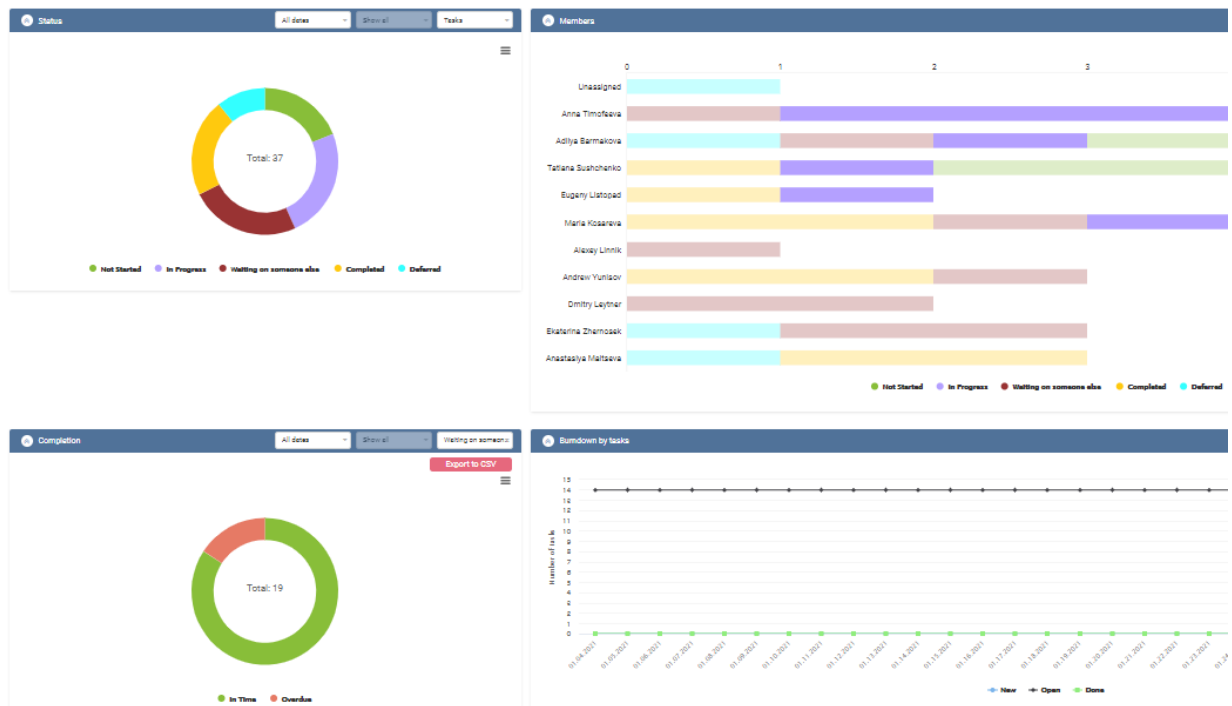 Status
All dates
Show all
Tasks
Total: 37
Not Started
In Progress
Waiting on someone else
Completed
Deferred
Members
0
1
2
3
Unassigned
Anna Timofeeva
Adilya Barmakova
Tatiana Sushchenko
Eugeny Listopad
Maria Kosareva
Alexey Linnik
Andrew Yunisov
Dmitry Leytner
Ekaterina Zhernosek
Anastasiya Maltseva
Not Started
In Progress
Waiting on someone else
Completed
Deferred
Completion
All dates
Show all
Waiting on someone
Export to CSV
Total: 19
In Time
Overdue
Burndown by tasks
Number of tasks
15
14
13
12
11
10
9
8
7
6
5
4
3
2
1
0
01.04.2021
01.05.2021
01.06.2021
01.07.2021
01.08.2021
01.09.2021
01.10.2021
01.11.2021
01.12.2021
01.13.2021
01.14.2021
01.15.2021
01.16.2021
01.17.2021
01.18.2021
01.19.2021
01.20.2021
01.21.2021
01.22.2021
01.23.2021
01.24
New
Open
Done